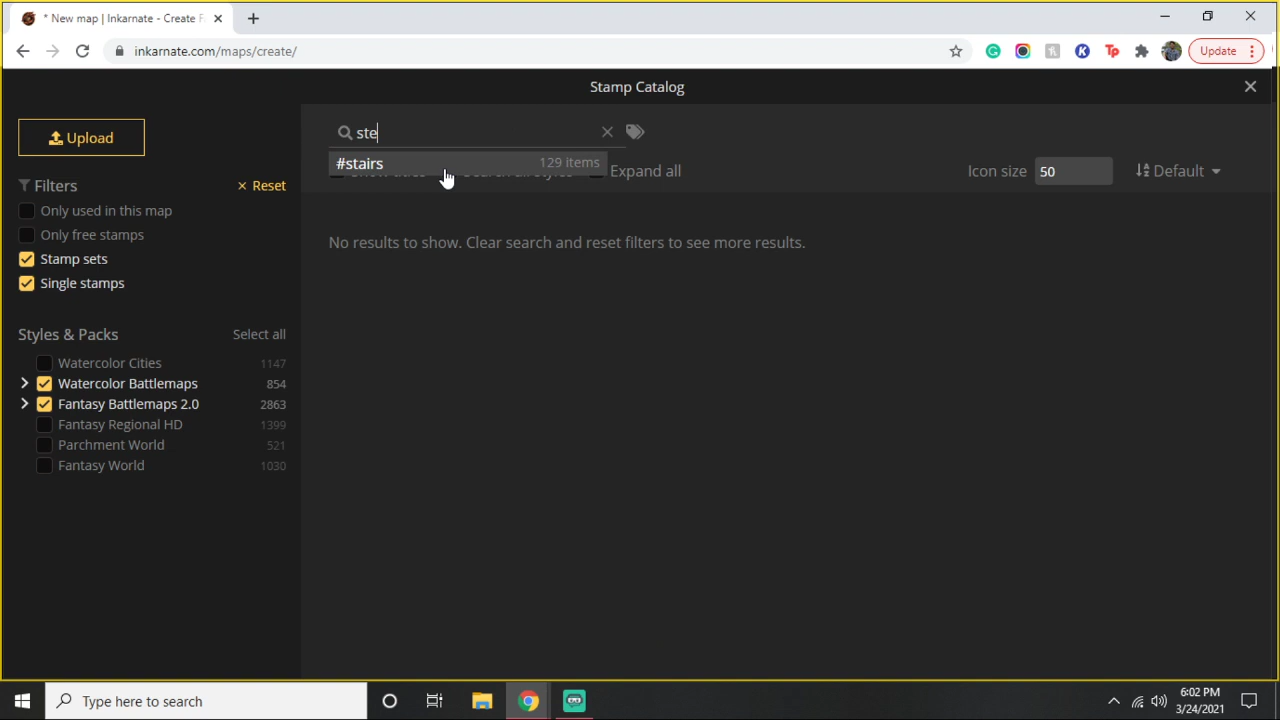 * New map | Inkarnate - Create F
inkarnate.com/maps/create/
Update
Stamp Catalog
Upload
ste
#stairs 129 items
Expand all
Icon size 50
Default
Filters
Reset
Only used in this map
Only free stamps
Stamp sets
Single stamps
No results to show. Clear search and reset filters to see more results.
Styles & Packs Select all
Watercolor Cities 1147
Watercolor Battlemaps 854
Fantasy Battlemaps 2.0 2863
Fantasy Regional HD 1399
Parchment World 521
Fantasy World 1030
Type here to search
6:02 PM
3/24/2021